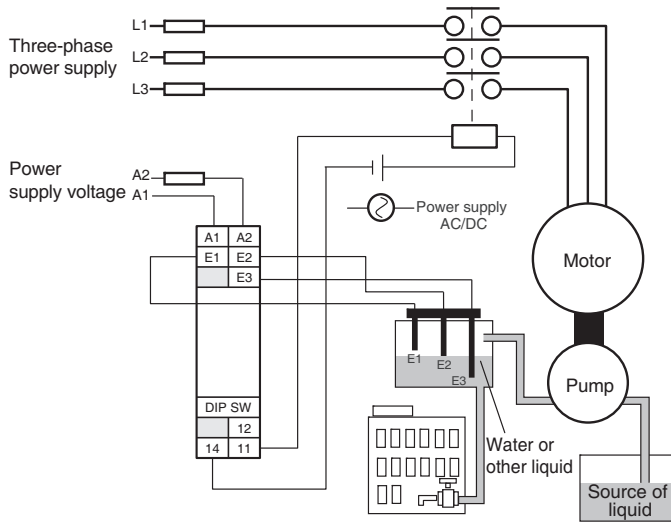 L1
Three-phase
power supply
L2
L3
Power
supply voltage
A2
A1
Power supply
AC/DC
A1 A2
E1 E2
E3
Motor
E1
E2
E3
Pump
DIP SW
12
14 11
Water or
other liquid
Source of
liquid